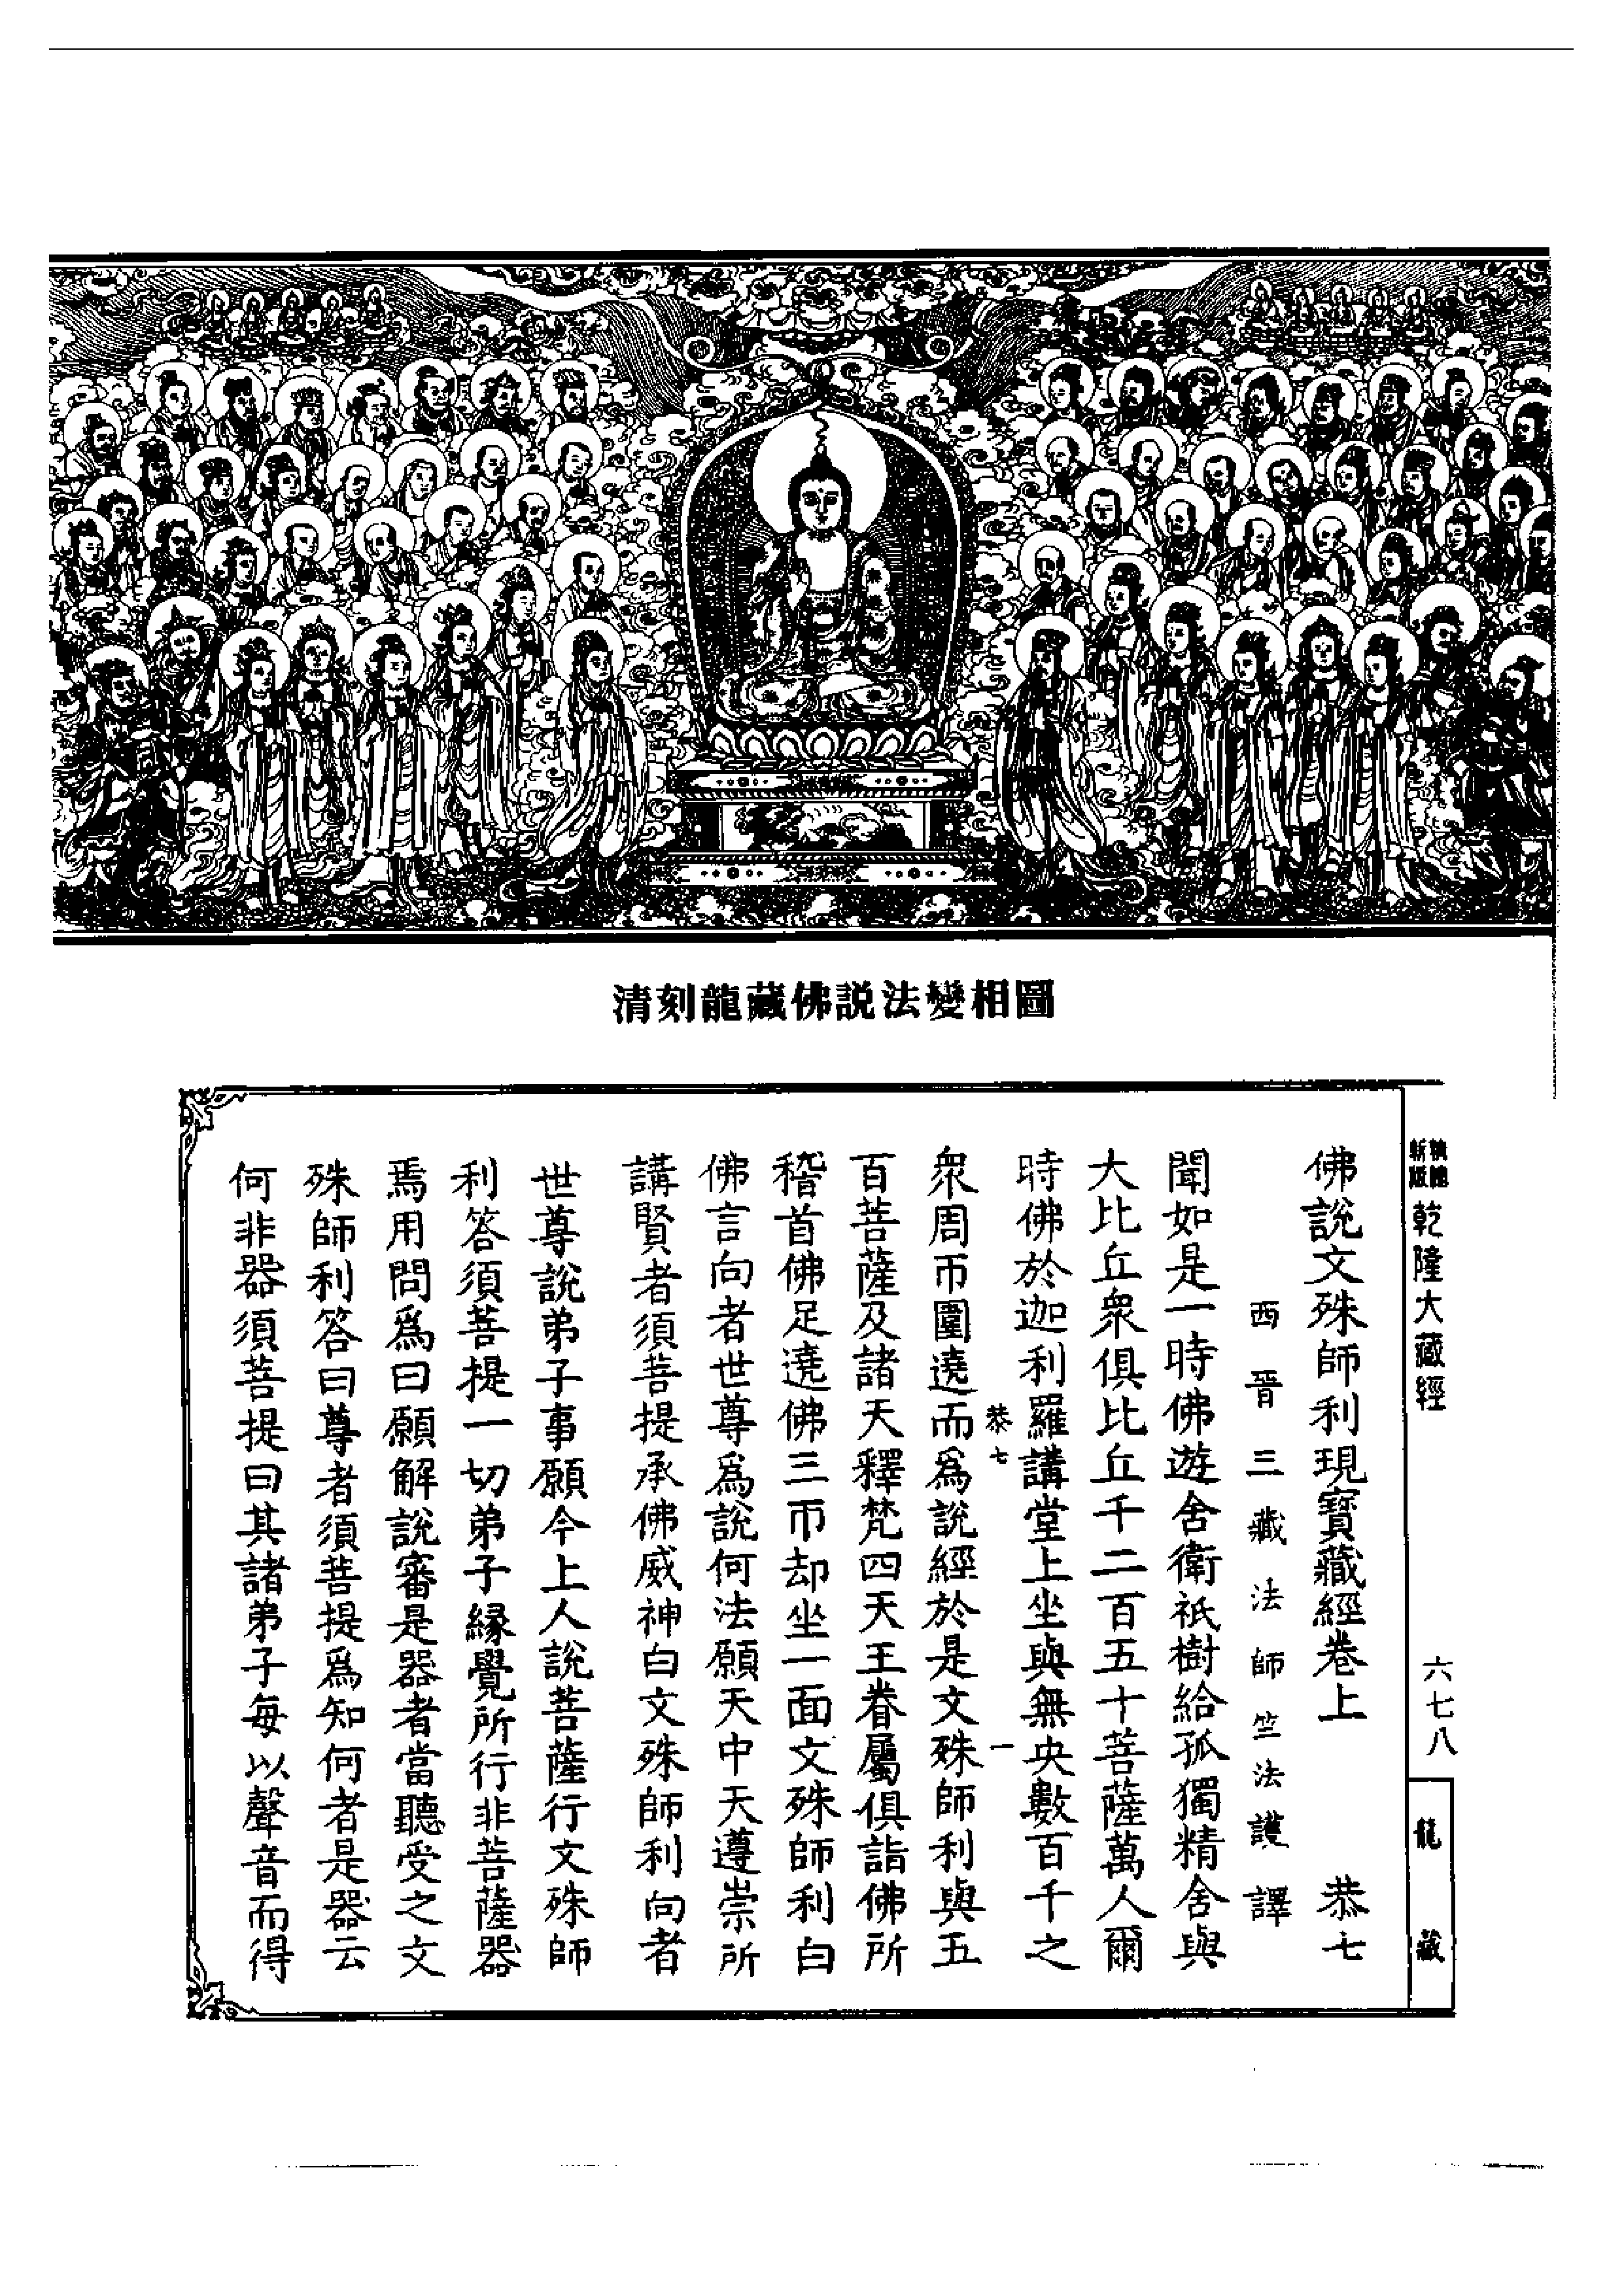 清刻龍藏佛説法變相圖
新版
乾隆大藏經
六七八
龍藏
佛說文殊師利現寶藏經卷上 恭七
西晉三藏法師竺法護譯
聞如是一時佛遊舍衛祇樹給孤獨精舍與
大比丘衆俱比丘千二百五十菩薩萬人爾
時佛於迦利羅講堂上坐與無央數百千之
恭七 一
衆周帀圍遶而爲說經於是文殊師利與五
百菩薩及諸天釋梵四天王眷屬俱詣佛所
稽首佛足遶佛三帀却坐一面文殊師利白
佛言向者世尊爲說何法願天中天遵崇所
講賢者須菩提承佛威神白文殊師利向者
世尊說弟子事願今上人說菩薩行文殊師
利答須菩提一切弟子緣覺所行非菩薩器
焉用問爲曰願解說審是器者當聽受之文
殊師利答曰尊者須菩提爲知何者是器云
何非器須菩提曰其諸弟子每以聲音而得